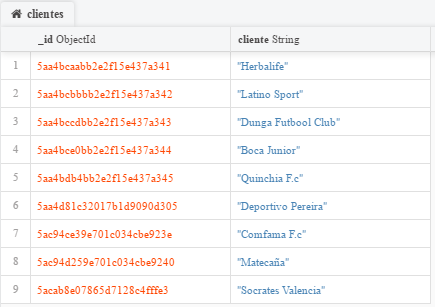 clientes
_id ObjectId cliente String
1 5aa4bcaabb2e2f15e437a341 "Herbalife"
2 5aa4bcbbbb2e2f15e437a342 "Latino Sport"
3 5aa4bccdbb2e2f15e437a343 "Dunga Futbool Club"
4 5aa4bce0bb2e2f15e437a344 "Boca Junior"
5 5aa4bdb4bb2e2f15e437a345 "Quinchia F.c"
6 5aa4d81c32017b1d9090d305 "Deportivo Pereira"
7 5ac94ce39e701c034cbe923e "Comfama F.c"
8 5ac94d259e701c034cbe9240 "Matecaña"
9 5acab8e07865d7128c4fffe3 "Socrates Valencia"